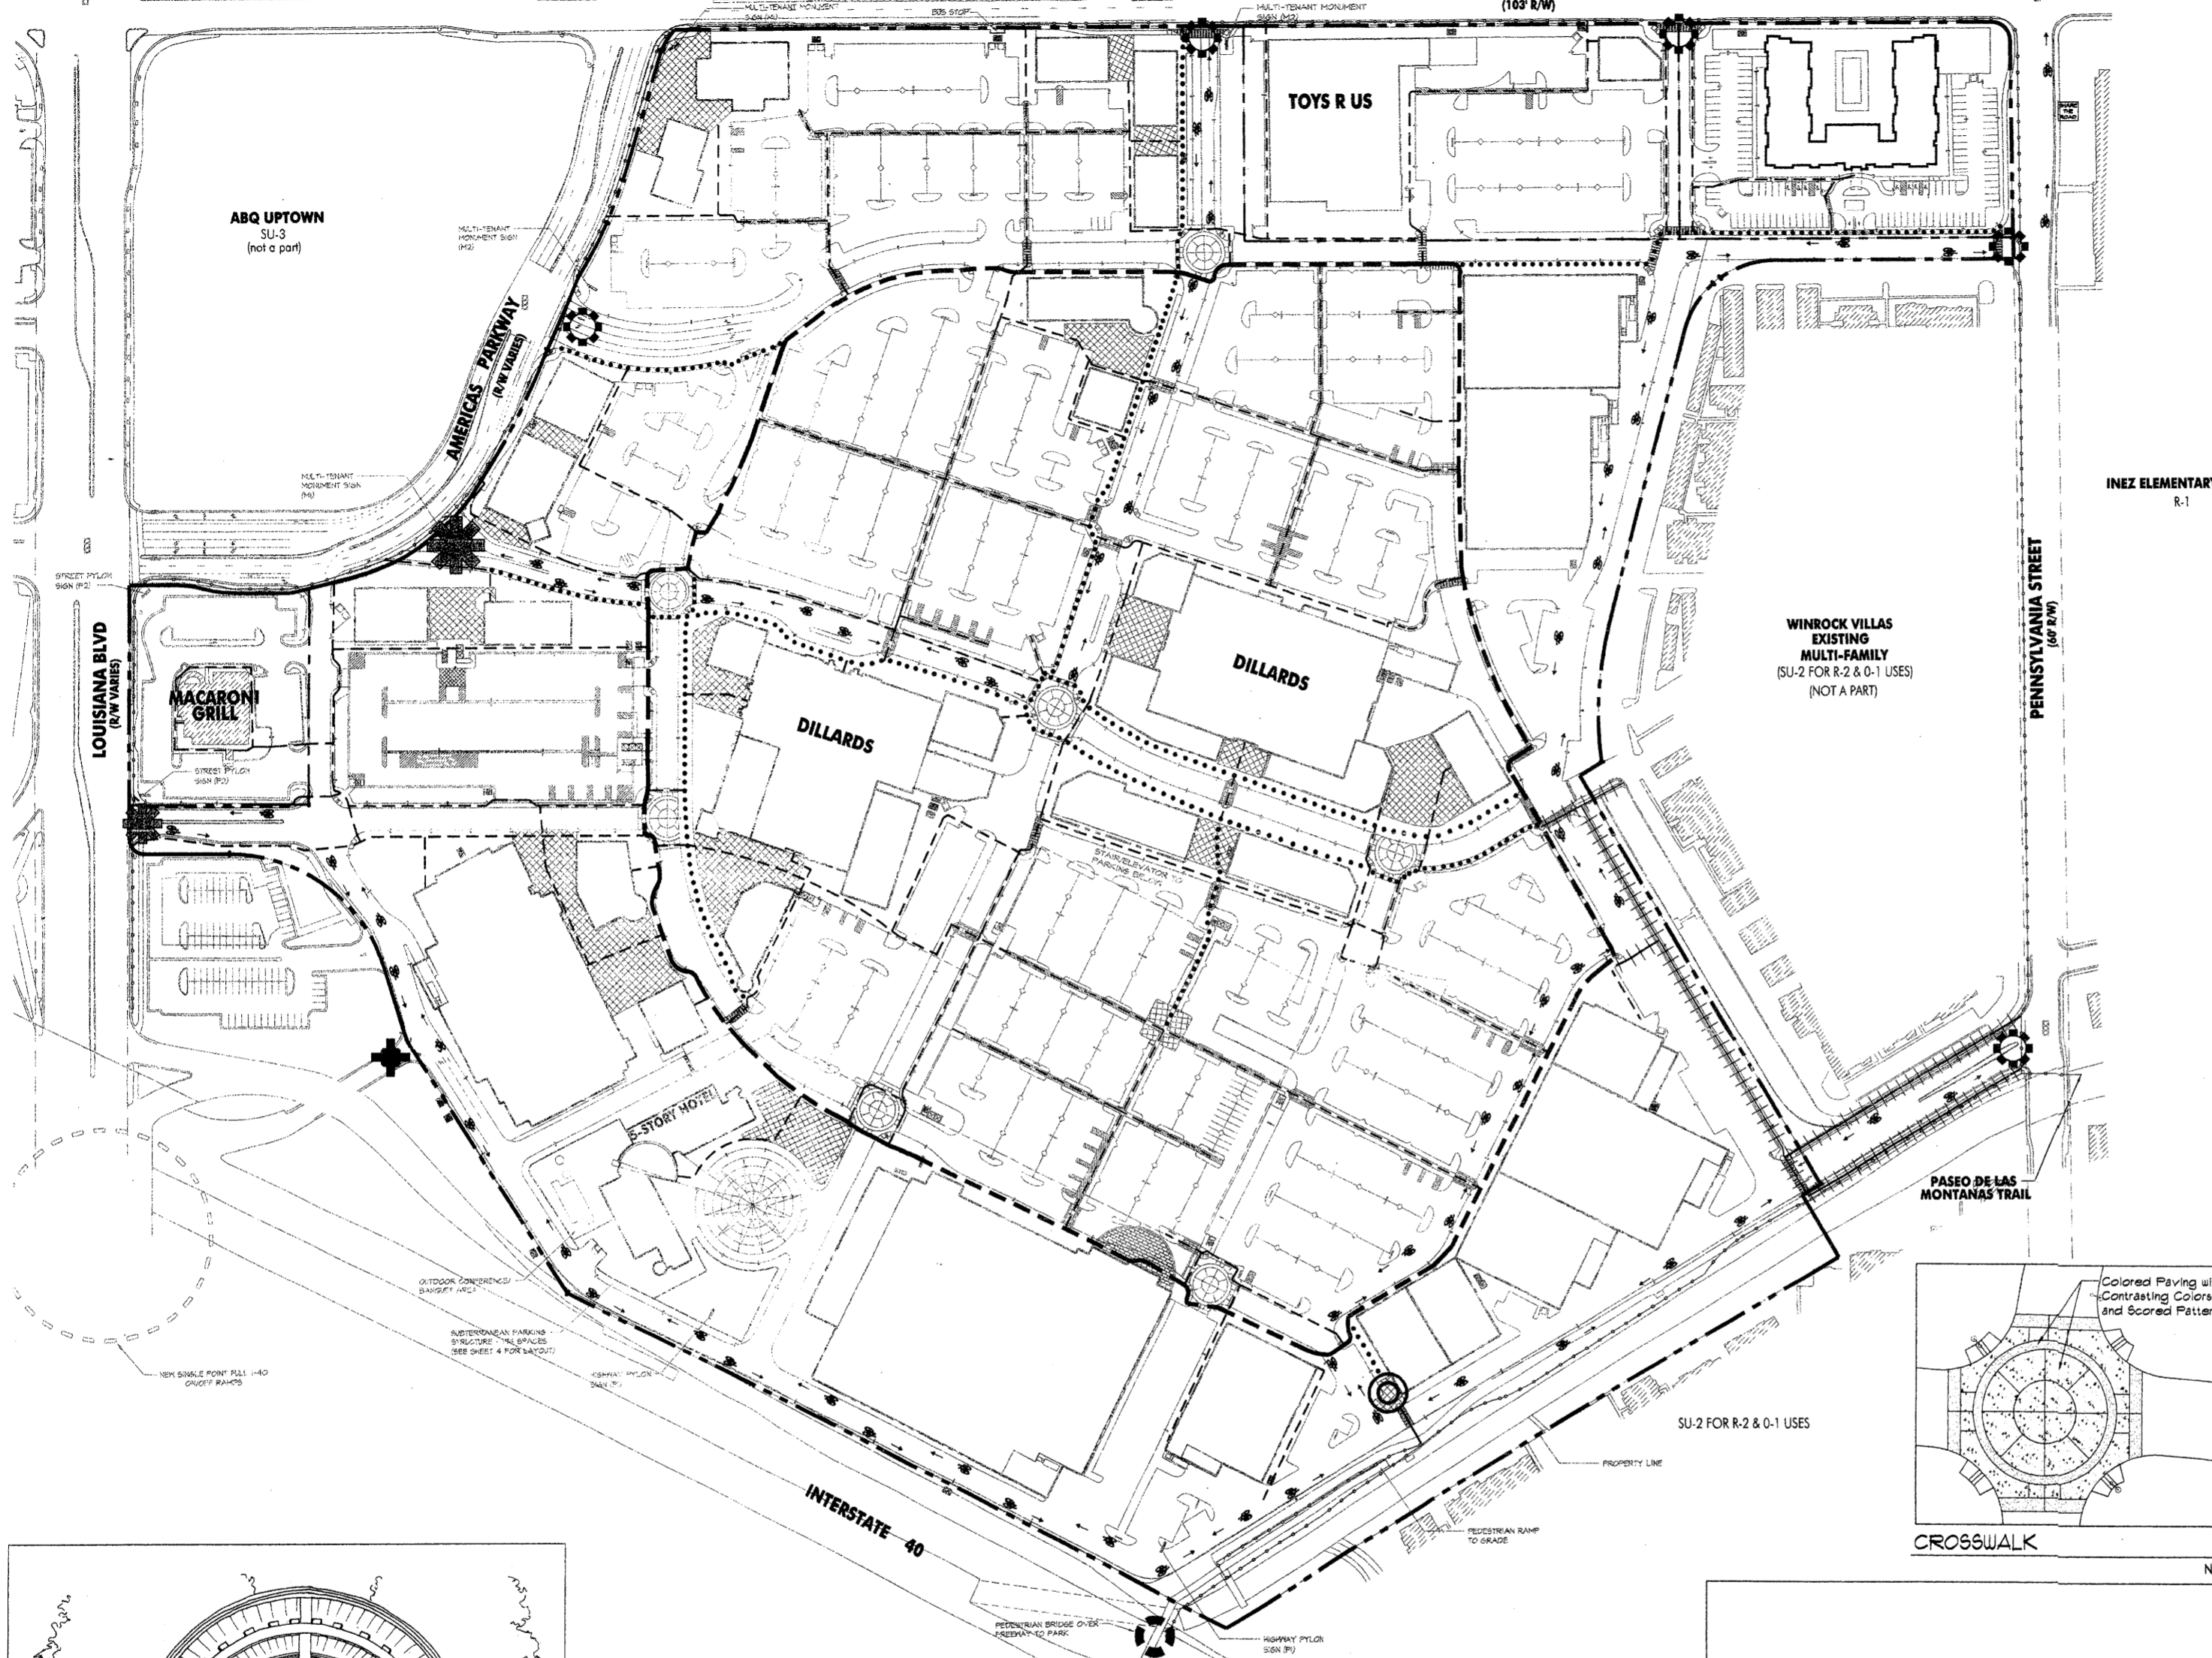 MULTI-TENANT MONUMENT
SIGN (M1)
BUS STOP
MULTI-TENANT MONUMENT
SIGN (M2)
(103' R/W)
TOYS R US
SHARE
THE
ROAD
ABQ UPTOWN
SU-3
(not a part)
MULTI-TENANT
MONUMENT SIGN
(M2)
AMERICAS PARKWAY
(R/W VARIES)
MULTI-TENANT
MONUMENT SIGN
(M1)
INEZ ELEMENTARY
R-1
STREET PYLON
SIGN (P2)
LOUISIANA BLVD
(R/W VARIES)
MACARONI
GRILL
STREET PYLON
SIGN (P2)
DILLARDS
DILLARDS
WINROCK VILLAS
EXISTING
MULTI-FAMILY
(SU-2 FOR R-2 & 0-1 USES)
(NOT A PART)
PENNSYLVANIA STREET
(60' R/W)
STAIR/ELEVATOR TO
PARKING BELOW
5-STORY HOTEL
PASEO DE LAS
MONTANAS TRAIL
OUTDOOR CONFERENCE/
BANQUET AREA
SUBTERRANEAN PARKING
STRUCTURE - SPACES
(SEE SHEET 4 FOR LAYOUT)
HIGHWAY PYLON
SIGN (P1)
NEW SINGLE POINT FULL I-40
ON/OFF RAMPS
Colored Paving wi
Contrasting Colors
and Scored Patter
SU-2 FOR R-2 & 0-1 USES
PROPERTY LINE
INTERSTATE 40
PEDESTRIAN RAMP
TO GRADE
CROSSWALK
N
PEDESTRIAN BRIDGE OVER
FREEWAY TO PARK
HIGHWAY PYLON
SIGN (P1)